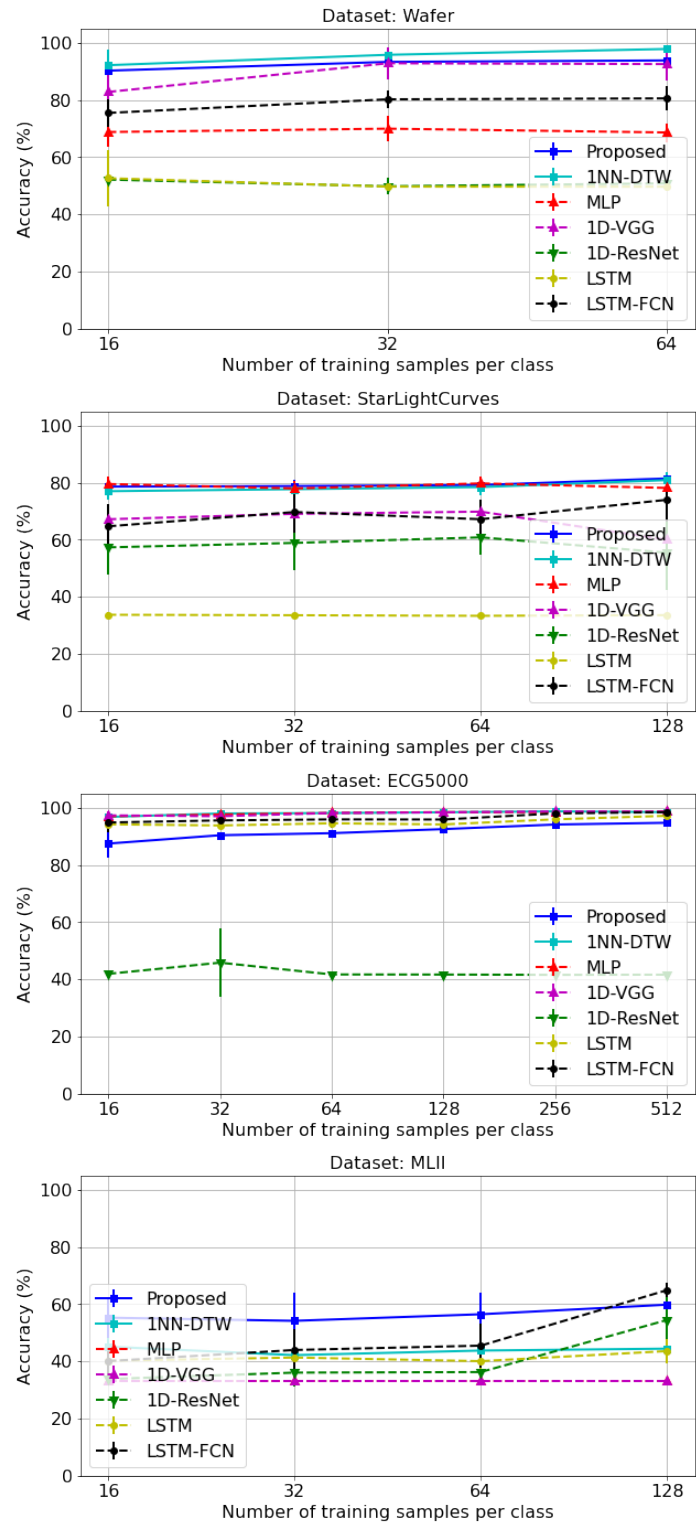 Dataset: Wafer
100
80
60
40
20
0
Accuracy (%)
Proposed
1NN-DTW
MLP
1D-VGG
1D-ResNet
LSTM
LSTM-FCN
16 32 64
Number of training samples per class
Dataset: StarLightCurves
100
80
60
40
20
0
Accuracy (%)
Proposed
1NN-DTW
MLP
1D-VGG
1D-ResNet
LSTM
LSTM-FCN
16 32 64 128
Number of training samples per class
Dataset: ECG5000
100
80
60
40
20
0
Accuracy (%)
Proposed
1NN-DTW
MLP
1D-VGG
1D-ResNet
LSTM
LSTM-FCN
16 32 64 128 256 512
Number of training samples per class
Dataset: MLII
100
80
60
40
20
0
Accuracy (%)
Proposed
1NN-DTW
MLP
1D-VGG
1D-ResNet
LSTM
LSTM-FCN
16 32 64 128
Number of training samples per class